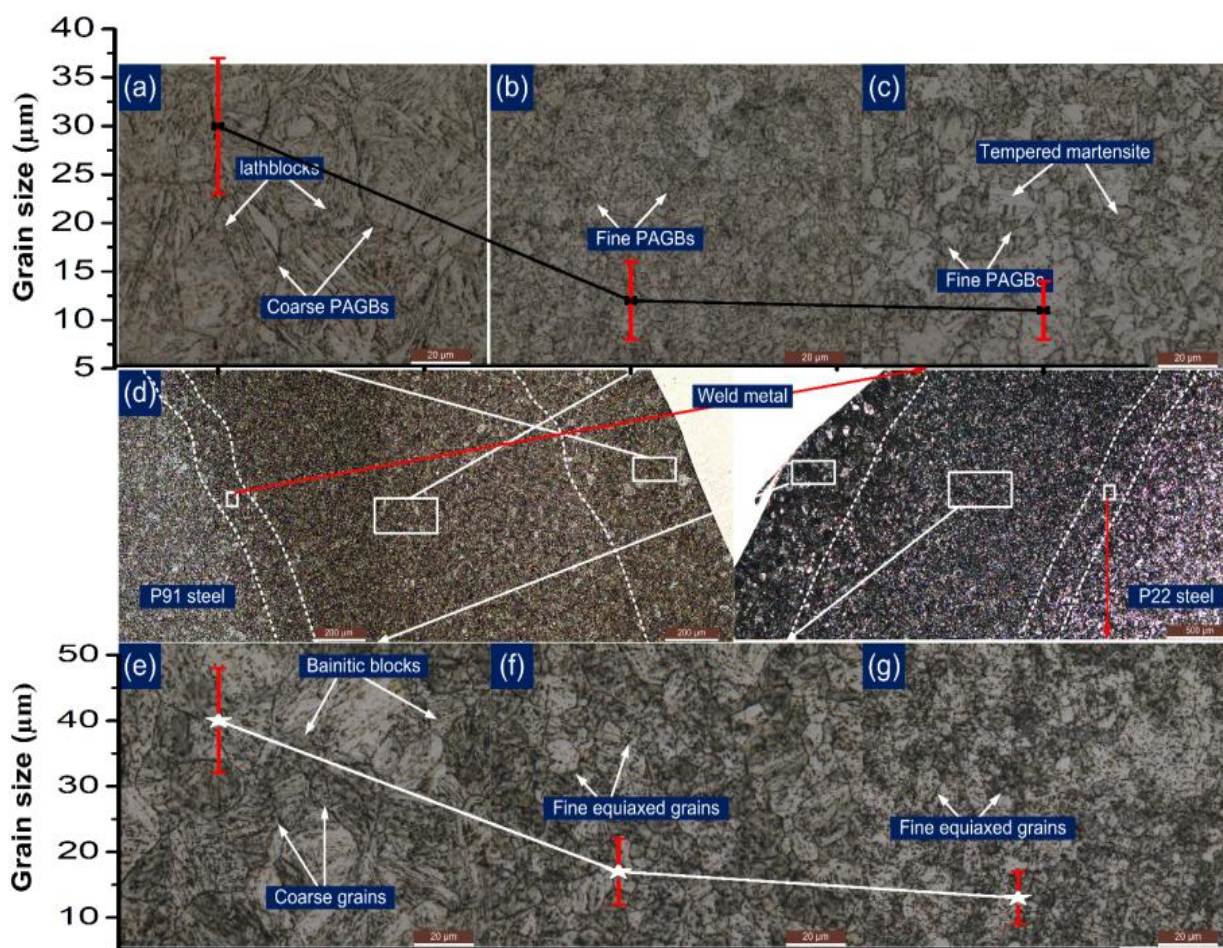 40
35
30
25
20
15
10
5
Grain size (μm)
(a)
(b)
(c)
lathblocks
Coarse PAGBs
Fine PAGBs
Tempered martensite
Fine PAGBs
20 μm
20 μm
20 μm
(d)
Weld metal
P91 steel
P22 steel
200 μm
200 μm
500 μm
50
40
30
20
10
Grain size (μm)
(e)
(f)
(g)
Bainitic blocks
Coarse grains
Fine equiaxed grains
Fine equiaxed grains
20 μm
20 μm
20 μm